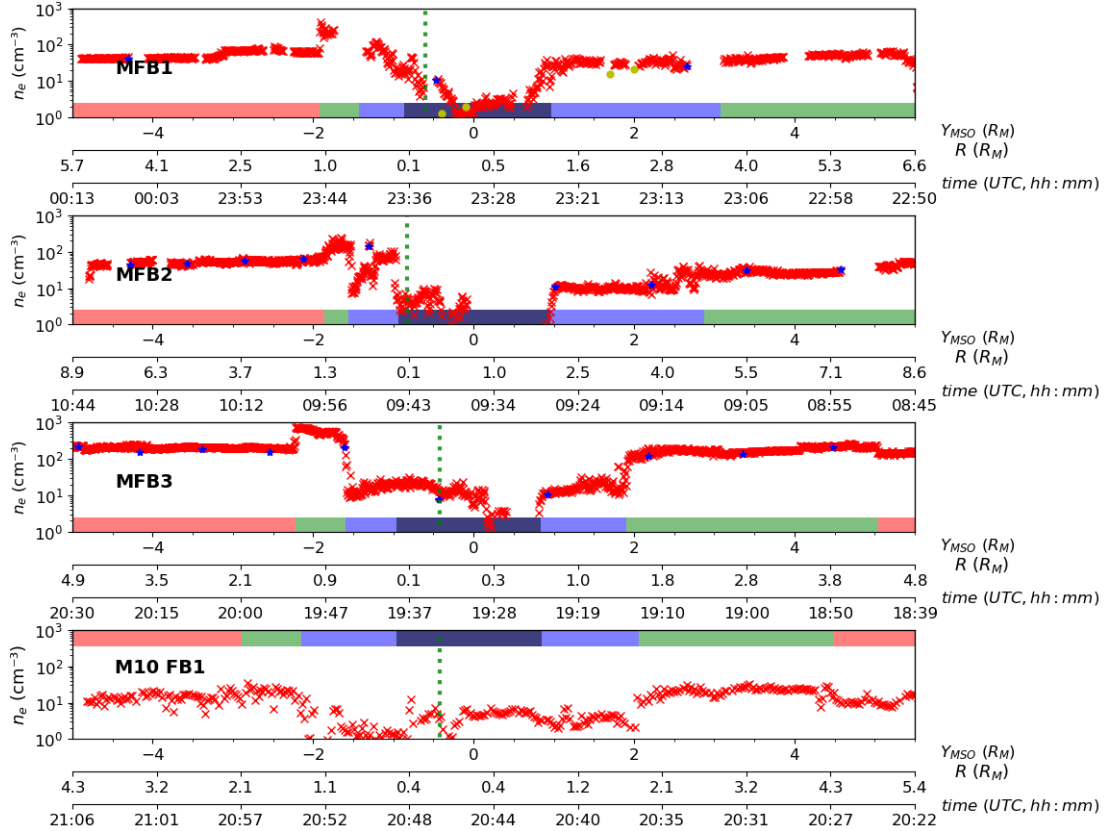 10³
10²
10¹
10⁰
nₑ (cm⁻³)
MFB1
−4 −2 0 2 4 Y_MSO (R_M)
R (R_M)
5.7 4.1 2.5 1.0 0.1 0.5 1.6 2.8 4.0 5.3 6.6
time (UTC, hh : mm)
00:13 00:03 23:53 23:44 23:36 23:28 23:21 23:13 23:06 22:58 22:50
10³
10²
10¹
10⁰
nₑ (cm⁻³)
MFB2
−4 −2 0 2 4 Y_MSO (R_M)
R (R_M)
8.9 6.3 3.7 1.3 0.1 1.0 2.5 4.0 5.5 7.1 8.6
time (UTC, hh : mm)
10:44 10:28 10:12 09:56 09:43 09:34 09:24 09:14 09:05 08:55 08:45
10³
10²
10¹
10⁰
nₑ (cm⁻³)
MFB3
−4 −2 0 2 4 Y_MSO (R_M)
R (R_M)
4.9 3.5 2.1 0.9 0.1 0.3 1.0 1.8 2.8 3.8 4.8
time (UTC, hh : mm)
20:30 20:15 20:00 19:47 19:37 19:28 19:19 19:10 19:00 18:50 18:39
10³
10²
10¹
10⁰
nₑ (cm⁻³)
M10 FB1
−4 −2 0 2 4 Y_MSO (R_M)
R (R_M)
4.3 3.2 2.1 1.1 0.4 0.4 1.2 2.1 3.2 4.3 5.4
time (UTC, hh : mm)
21:06 21:01 20:57 20:52 20:48 20:44 20:40 20:35 20:31 20:27 20:22